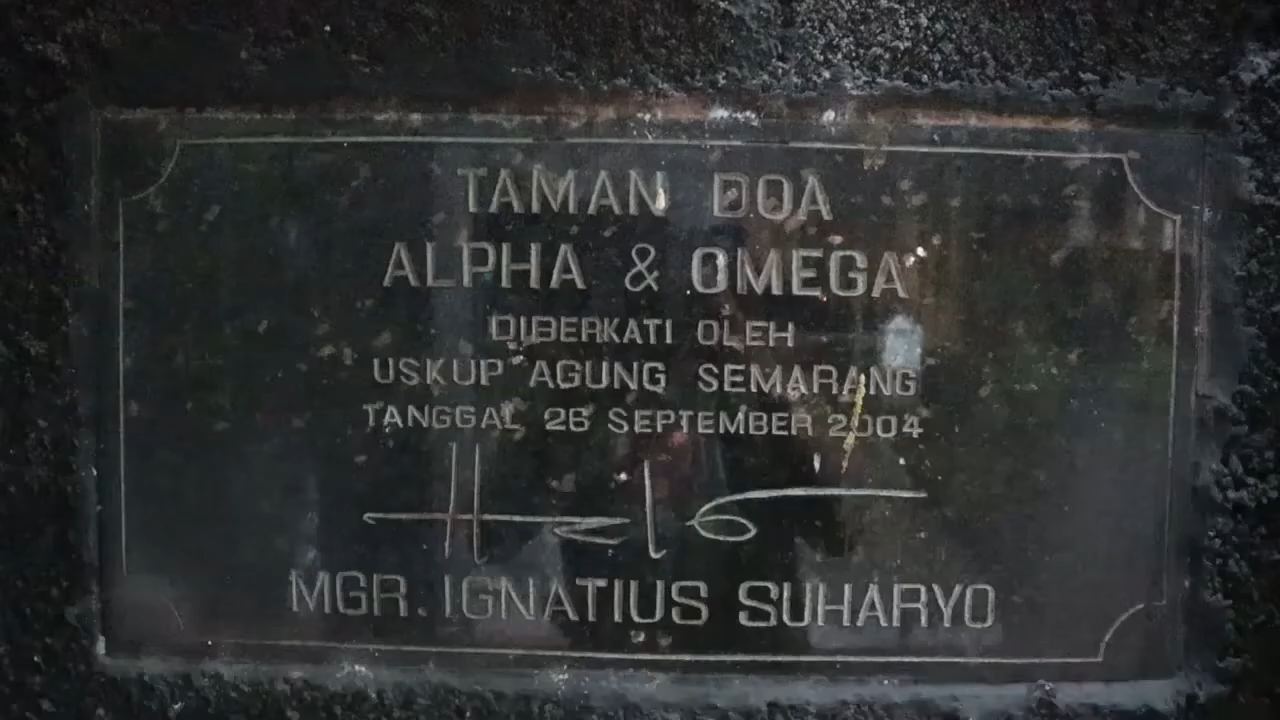 TAMAN DOA
ALPHA & OMEGA
DIBERKATI OLEH
USKUP AGUNG SEMARANG
TANGGAL 26 SEPTEMBER 2004
MGR. IGNATIUS SUHARYO